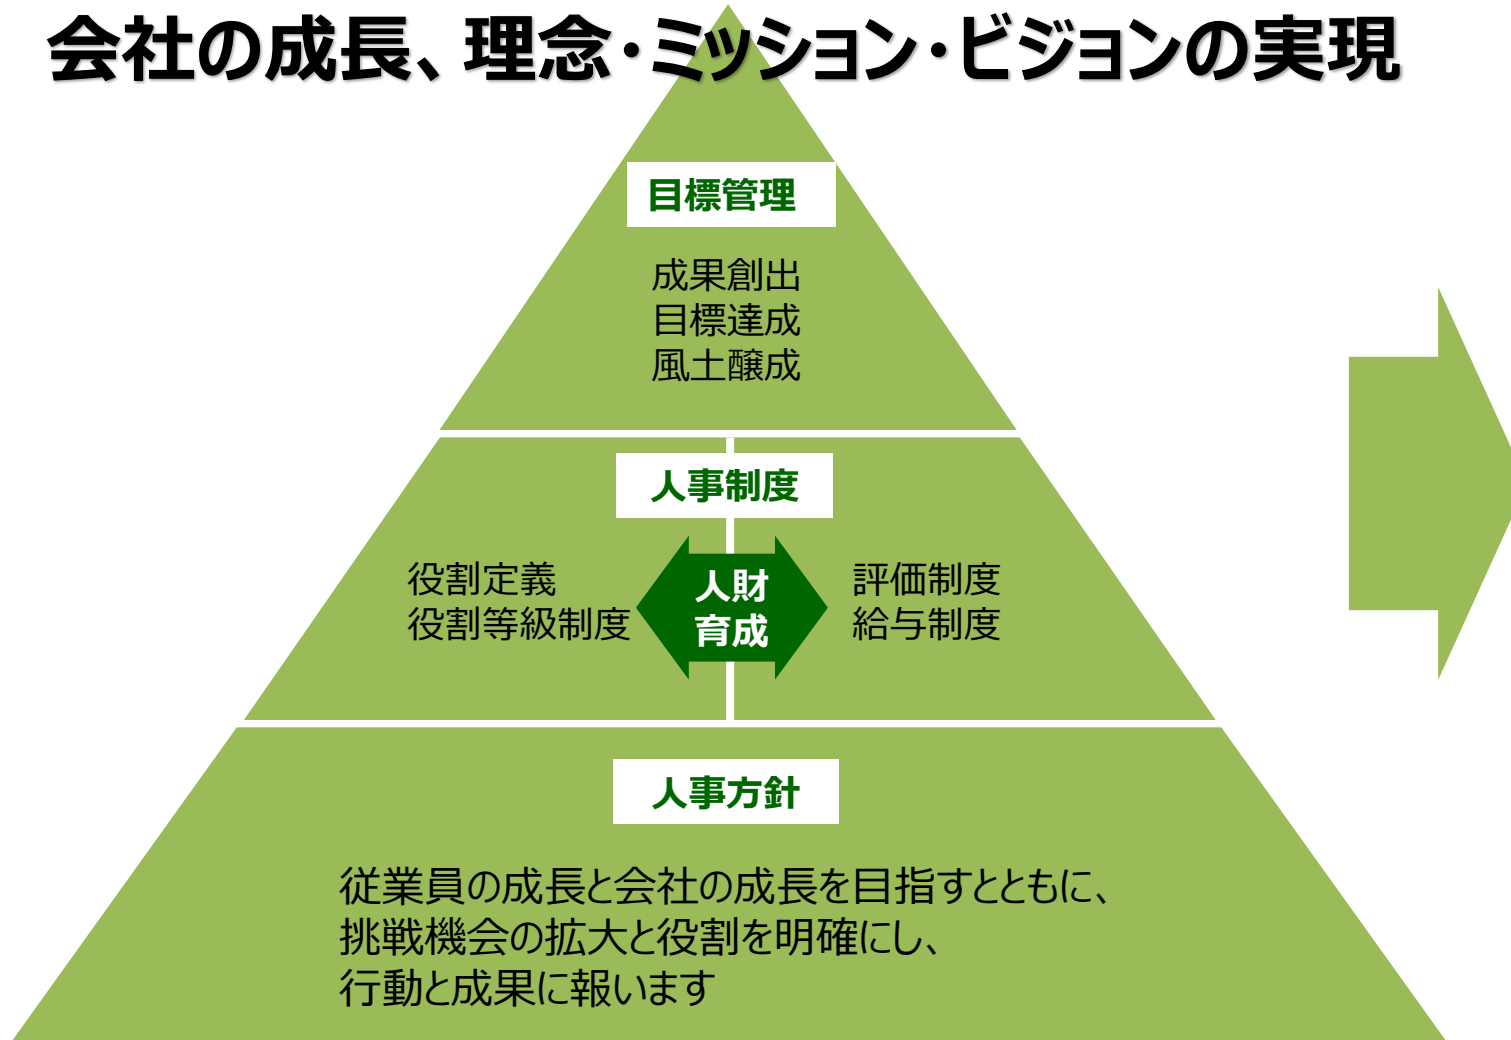 会社の成長、理念・ミッション・ビジョンの実現
目標管理
成果創出
目標達成
風土醸成
人事制度
役割定義
役割等級制度
人財
育成
評価制度
給与制度
人事方針
従業員の成長と会社の成長を目指すとともに、
挑戦機会の拡大と役割を明確にし、
行動と成果に報います